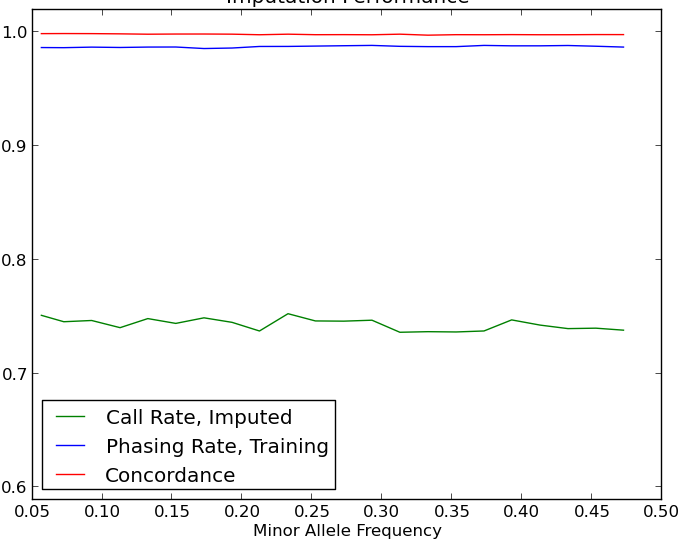 Imputation Performance
1.0
0.9
0.8
0.7
0.6
Call Rate, Imputed
Phasing Rate, Training
Concordance
0.05 0.10 0.15 0.20 0.25 0.30 0.35 0.40 0.45 0.50
Minor Allele Frequency